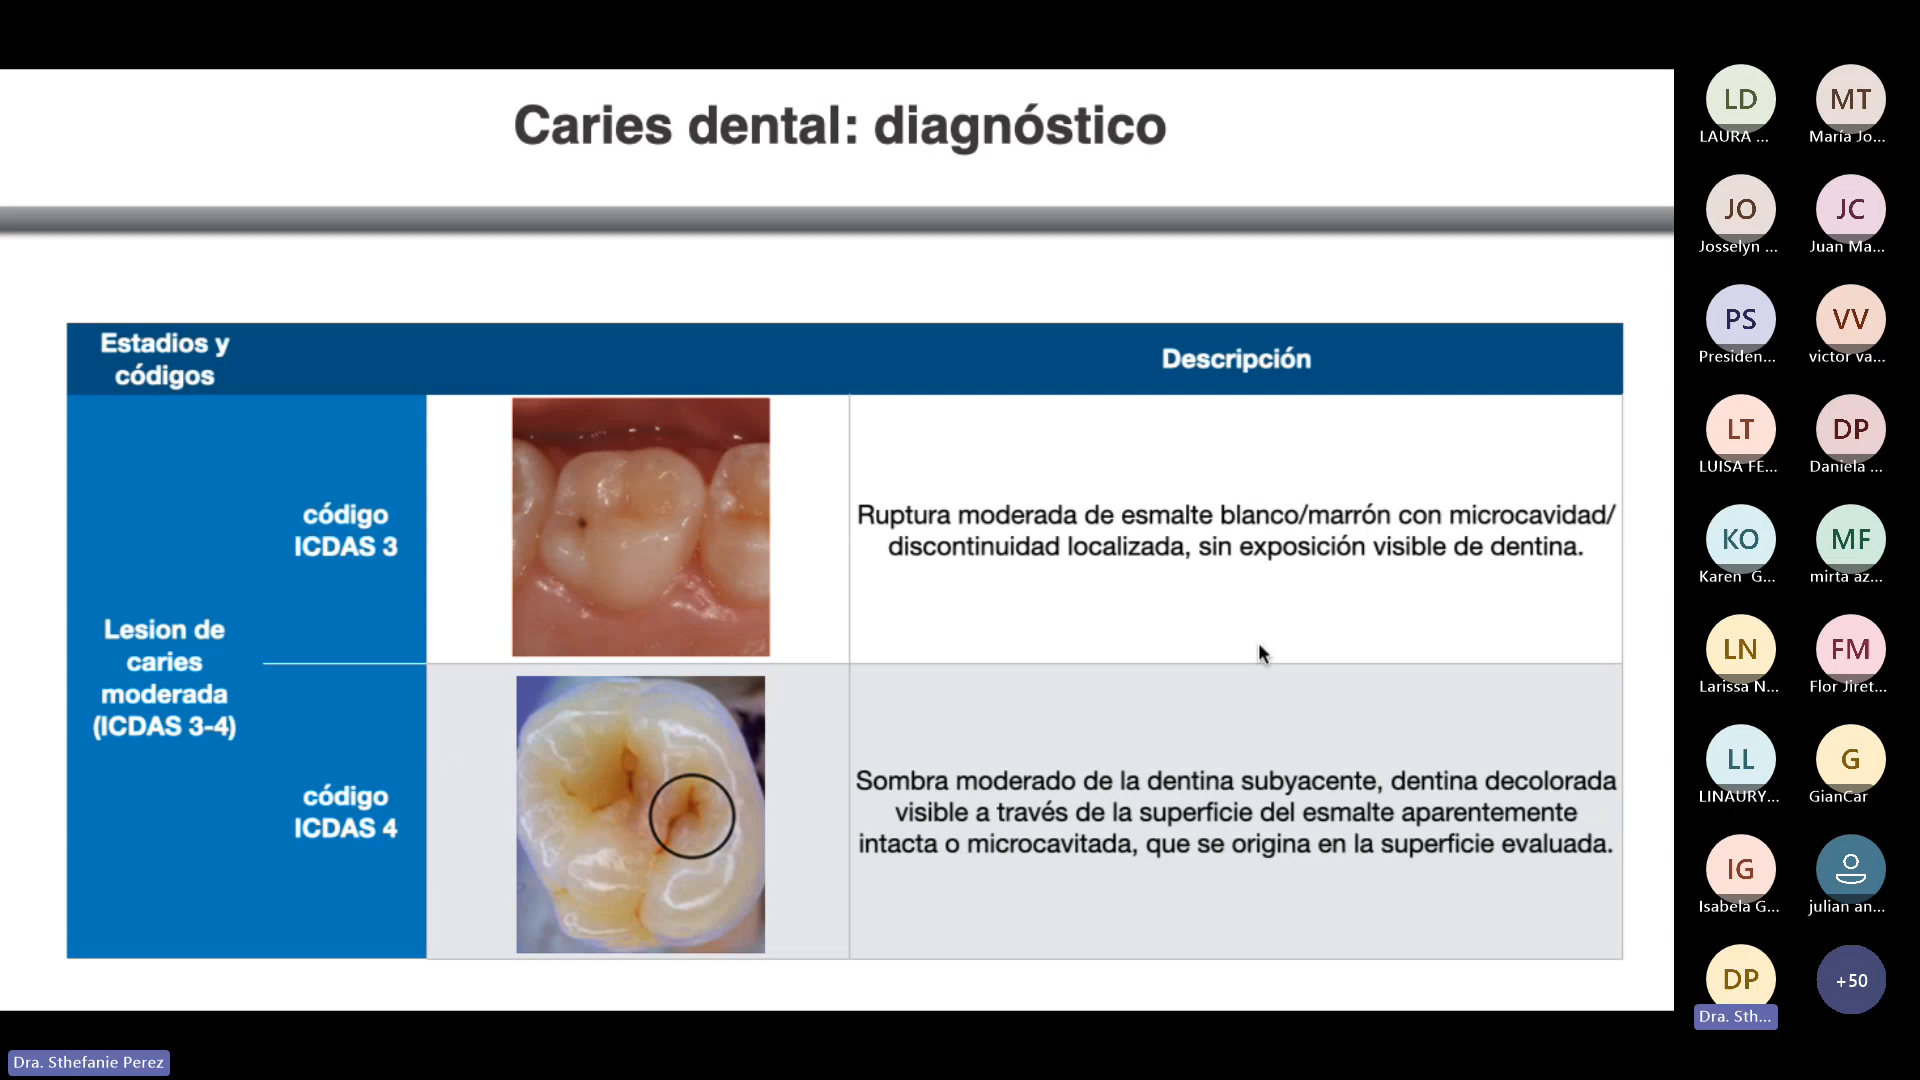 Caries dental: diagnóstico
Estadios y
códigos
Descripción
Lesion de
caries
moderada
(ICDAS 3-4)
código
ICDAS 3
Ruptura moderada de esmalte blanco/marrón con microcavidad/
discontinuidad localizada, sin exposición visible de dentina.
código
ICDAS 4
Sombra moderado de la dentina subyacente, dentina decolorada
visible a través de la superficie del esmalte aparentemente
intacta o microcavitada, que se origina en la superficie evaluada.
LD
LAURA ...
MT
María Jo...
JO
Josselyn ...
JC
Juan Ma...
PS
Presiden...
VV
victor va...
LT
LUISA FE...
DP
Daniela ...
KO
Karen G...
MF
mirta az...
LN
Larissa N...
FM
Flor Jiret...
LL
LINAURY...
G
GianCar
IG
Isabela G...
julian an...
DP
Dra. Sth...
+50
Dra. Sthefanie Perez